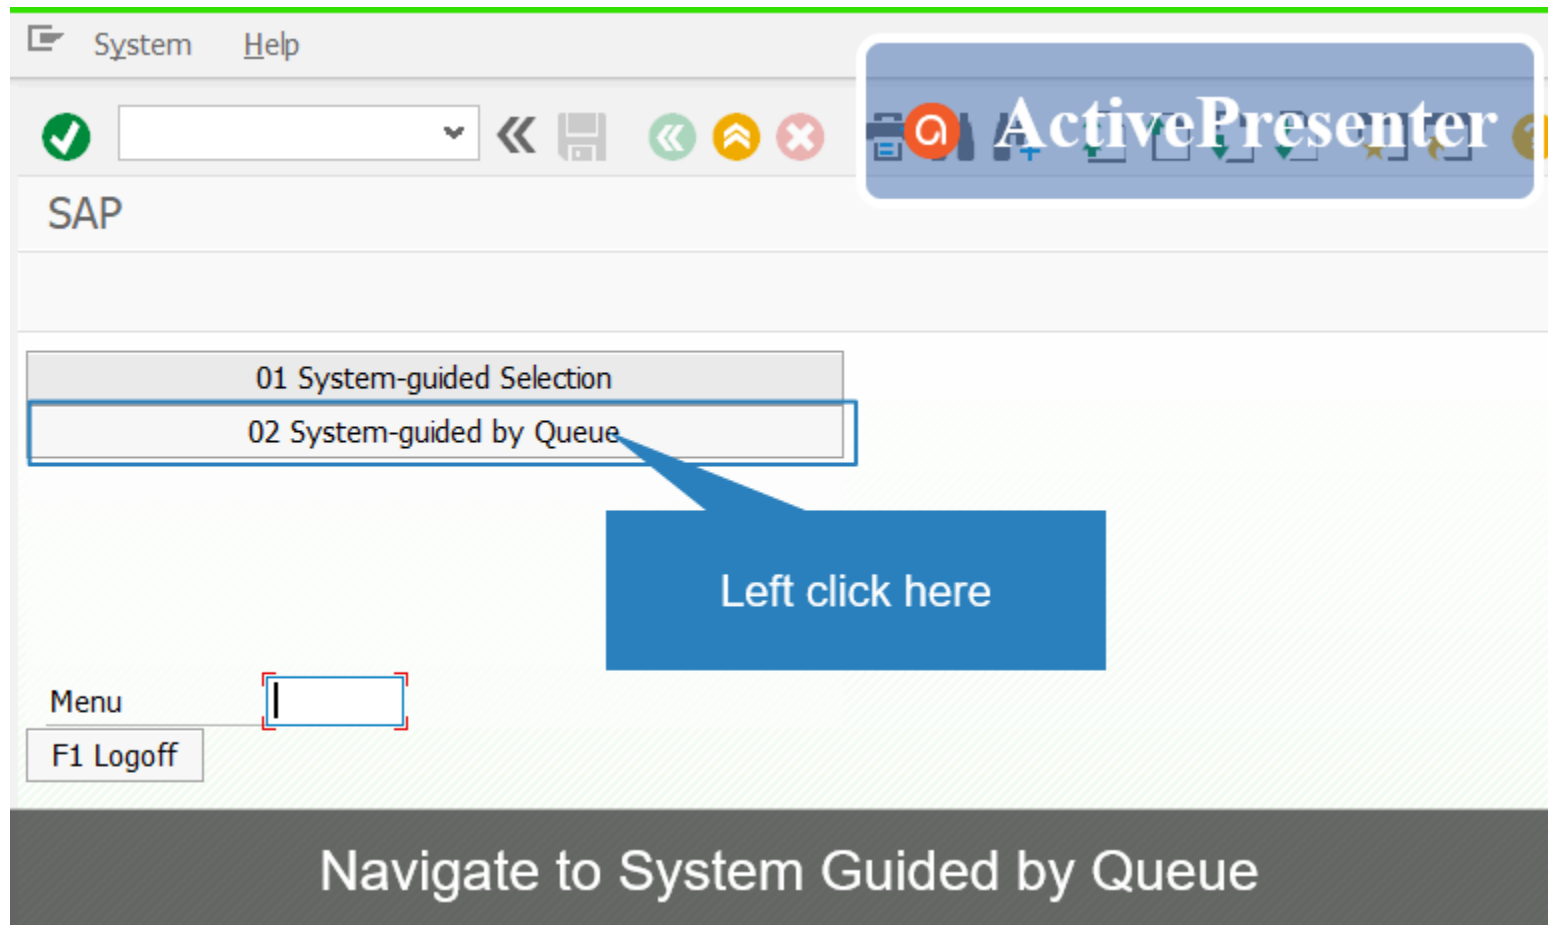 System Help
ActivePresenter
SAP
01 System-guided Selection
02 System-guided by Queue
Left click here
Menu
F1 Logoff
Navigate to System Guided by Queue